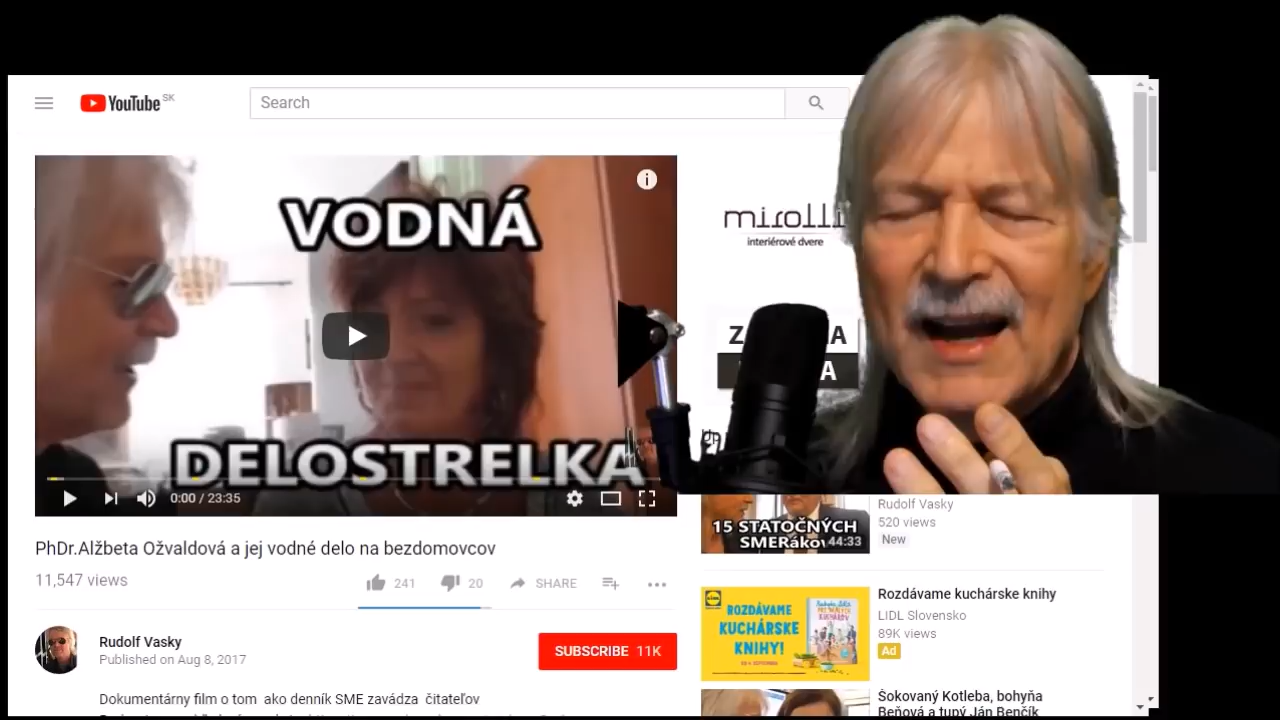 YouTube SK
Search
VODNÁ
DELOSTRELKA
0:00 / 23:35
PhDr.Alžbeta Ožvaldová a jej vodné delo na bezdomovcov
11,547 views
241
20
SHARE
Rudolf Vasky
Published on Aug 8, 2017
SUBSCRIBE 11K
Dokumentárny film o tom ako denník SME zavádza čitateľov
mirolli
interiérové dvere
Rudolf Vasky
520 views
New
15 STATOČNÝCH
SMERákov
44:33
Rozdávame kuchárske knihy
LIDL Slovensko
89K views
Ad
ROZDÁVAME
KUCHÁRSKE
KNIHY!
Šokovaný Kotleba, bohyňa
Beňová a tupý Ján Benčík